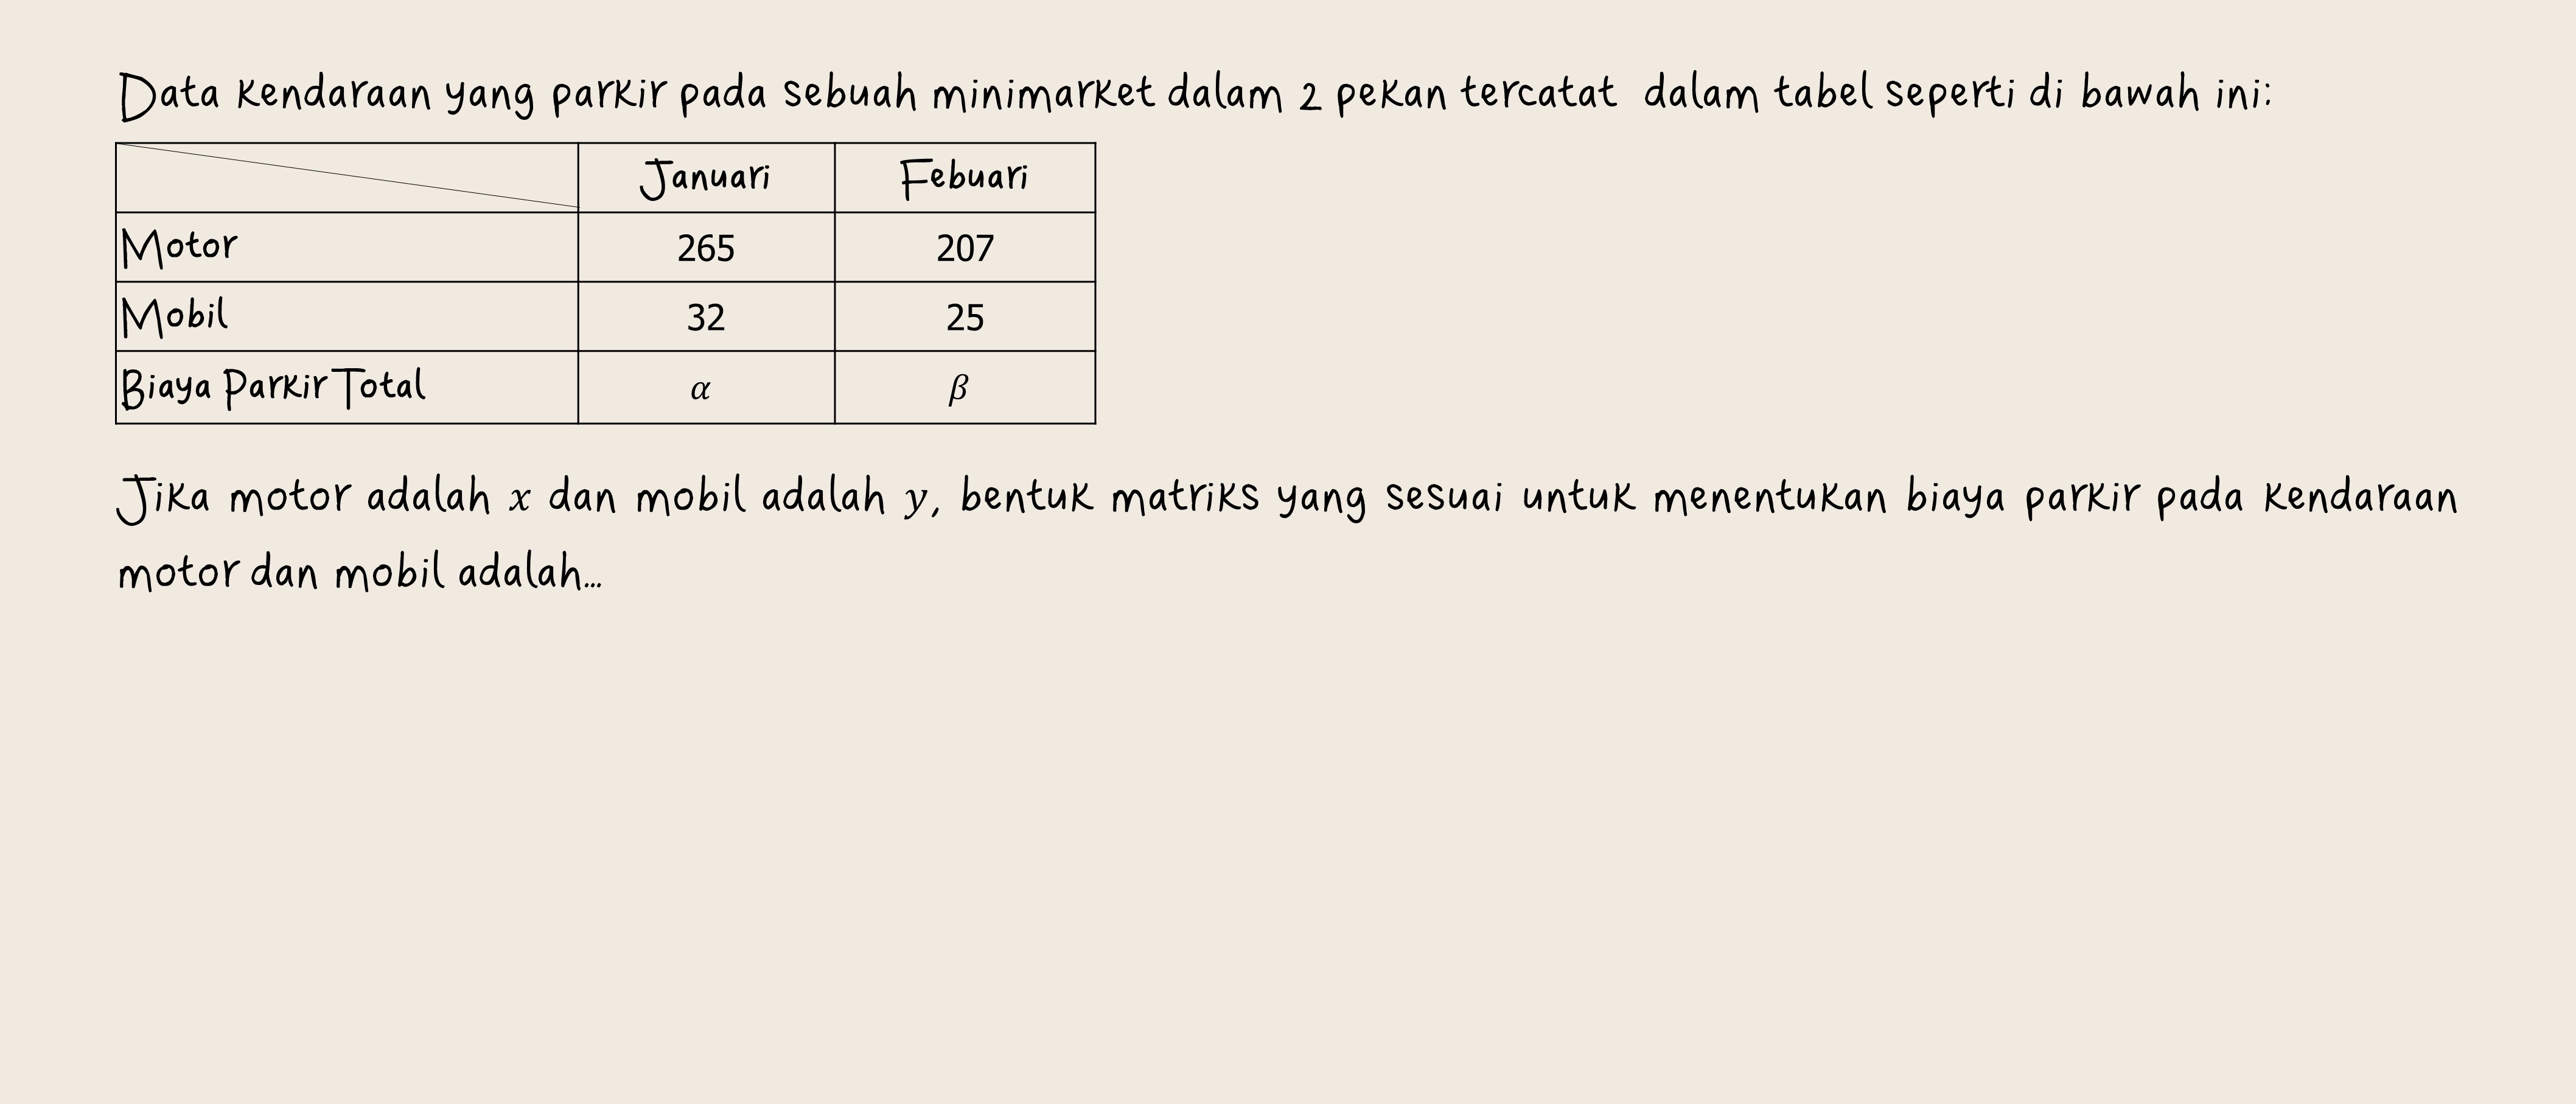 Data kendaraan yang parkir pada sebuah minimarket dalam 2 pekan tercatat dalam tabel seperti di bawah ini:
Januari Febuari
Motor 265 207
Mobil 32 25
Biaya Parkir Total α β
Jika motor adalah x dan mobil adalah y, bentuk matriks yang sesuai untuk menentukan biaya parkir pada kendaraan
motor dan mobil adalah...